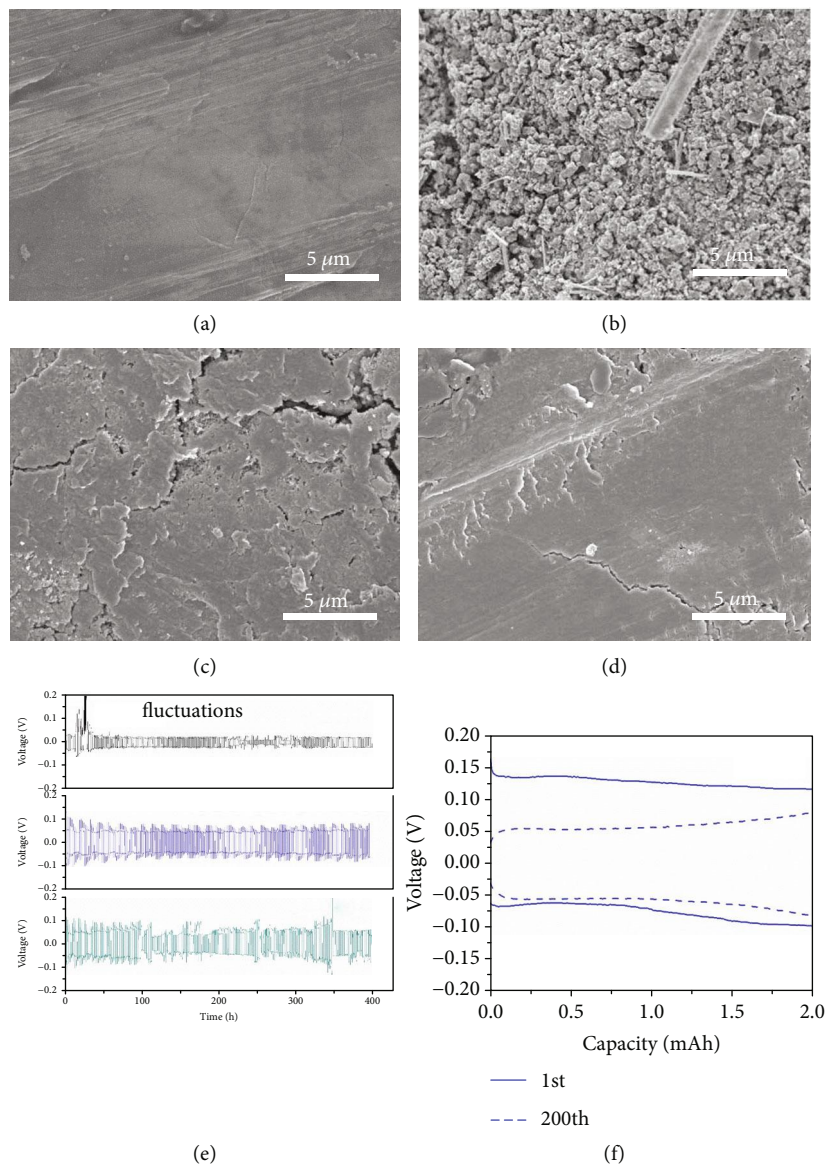 5 μm
5 μm
(a)
(b)
5 μm
5 μm
(c)
(d)
0.2
0.1
0.0
−0.1
−0.2
Voltage (V)
fluctuations
0.2
0.1
0.0
−0.1
−0.2
Voltage (V)
0.2
0.1
0.0
−0.1
−0.2
Voltage (V)
0
100
200
300
400
Time (h)
0.20
0.15
0.10
0.05
0.00
−0.05
−0.10
−0.15
−0.20
Voltage (V)
0.0
0.5
1.0
1.5
2.0
Capacity (mAh)
1st
200th
(e)
(f)